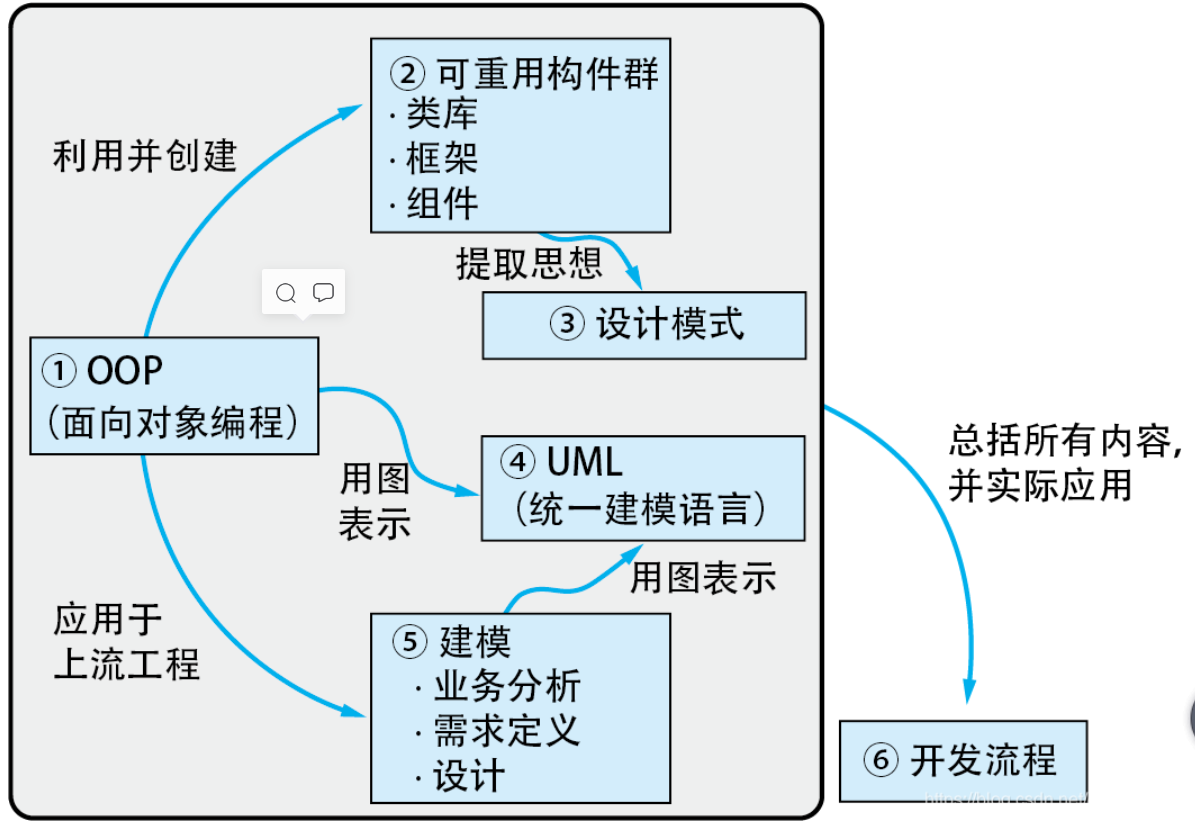 ② 可重用构件群
· 类库
· 框架
· 组件
利用并创建
提取思想
③ 设计模式
① OOP
（面向对象编程）
用图
表示
④ UML
（统一建模语言）
总括所有内容,
并实际应用
用图表示
应用于
上流工程
⑤ 建模
· 业务分析
· 需求定义
· 设计
⑥ 开发流程
https://blog.csdn.net/